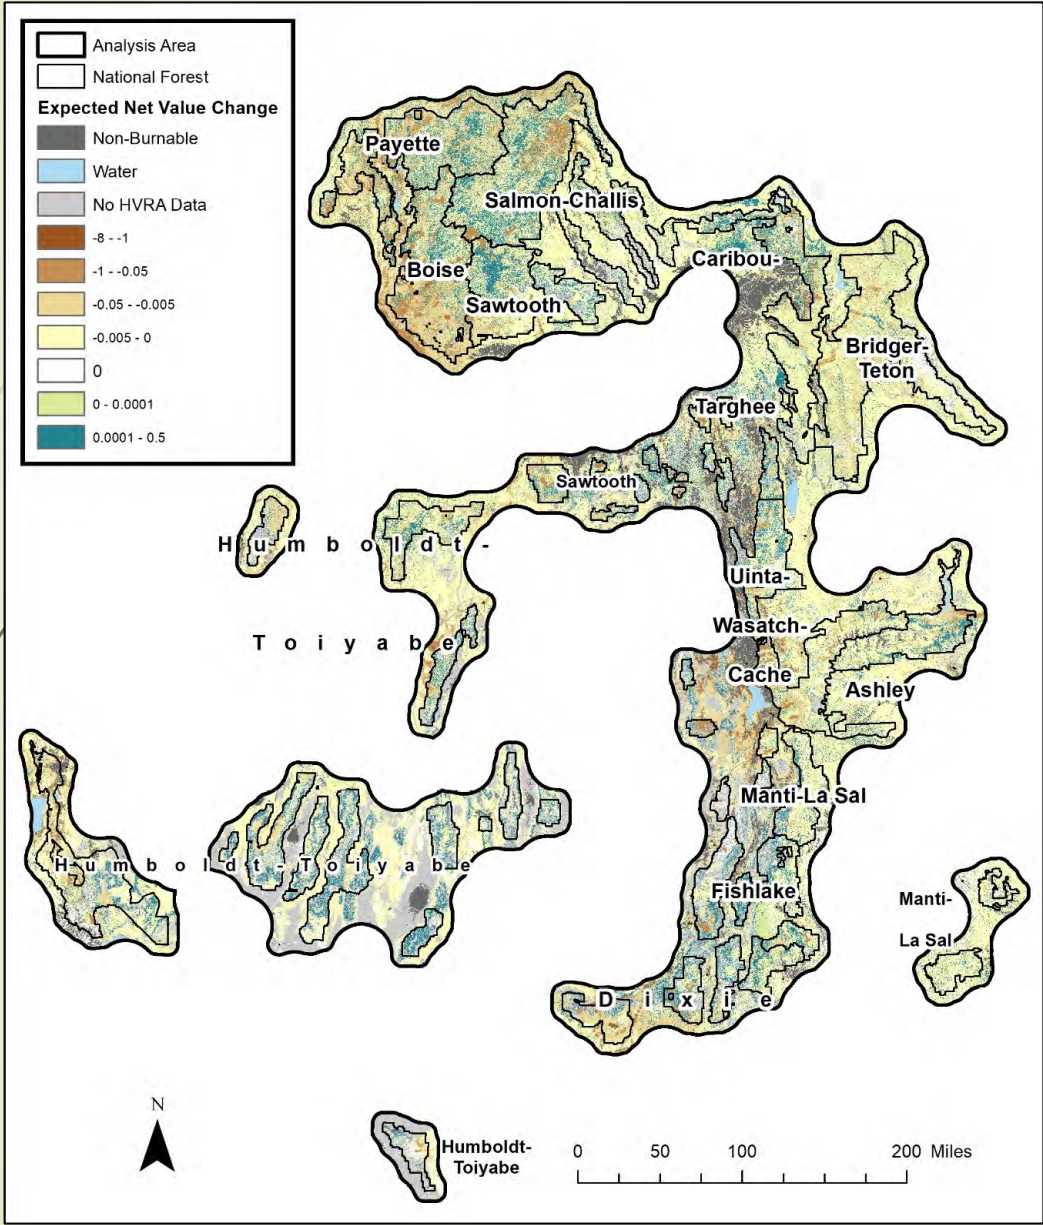 Analysis Area
National Forest
Expected Net Value Change
Non-Burnable
Water
No HVRA Data
-8 - -1
-1 - -0.05
-0.05 - -0.005
-0.005 - 0
0
0 - 0.0001
0.0001 - 0.5
Payette
Salmon-Challis
Boise
Sawtooth
Caribou-
Bridger-
Teton
Targhee
Sawtooth
Humboldt-
Toiyabe
Uinta-
Wasatch-
Cache
Ashley
Manti-La Sal
Humboldt-Toiyabe
Fishlake
Manti-
La Sal
Dixie
N
Humboldt-
Toiyabe
0 50 100 200 Miles